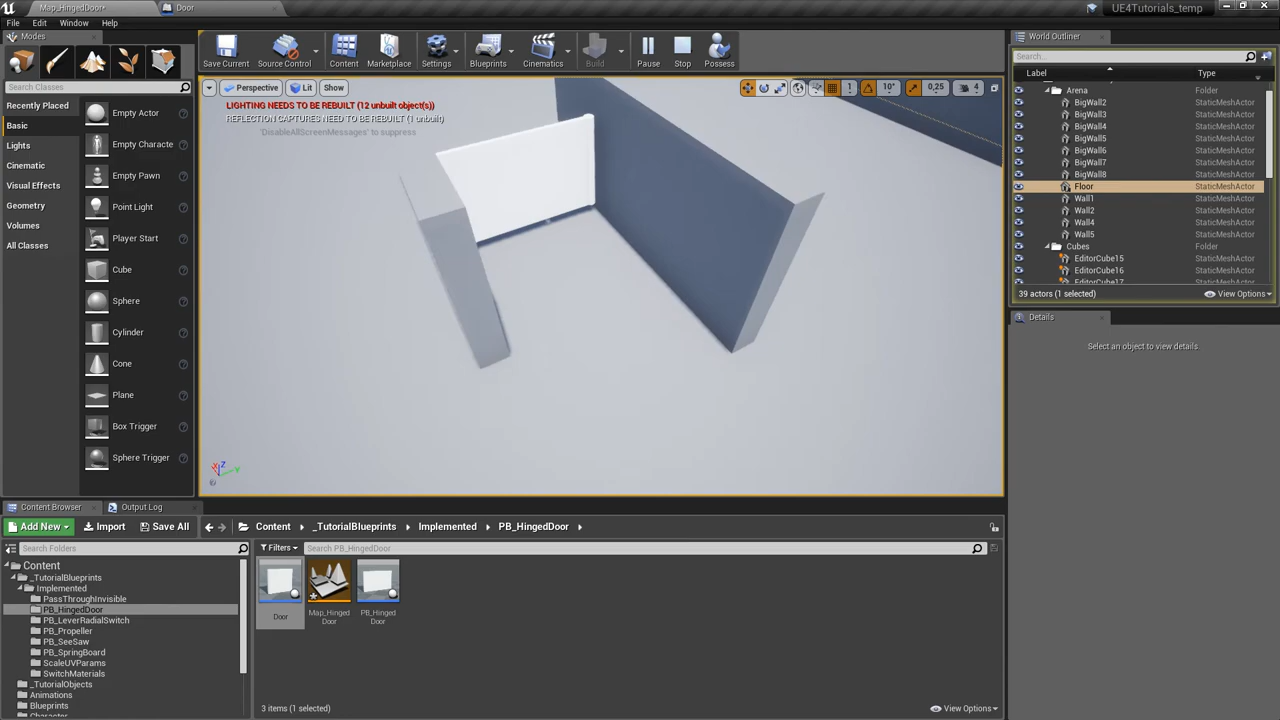 Map_HingedDoor*
Door
UE4Tutorials_temp
File Edit Window Help
Modes
Search Classes
Recently Placed
Basic
Lights
Cinematic
Visual Effects
Geometry
Volumes
All Classes
Empty Actor
Empty Characte
Empty Pawn
Point Light
Player Start
Cube
Sphere
Cylinder
Cone
Plane
Box Trigger
Sphere Trigger
Save Current
Source Control
Content
Marketplace
Settings
Blueprints
Cinematics
Build
Pause
Stop
Possess
Perspective
Lit
Show
10°
0,25
4
LIGHTING NEEDS TO BE REBUILT (12 unbuilt object(s))
REFLECTION CAPTURES NEED TO BE REBUILT (1 unbuilt)
'DisableAllScreenMessages' to suppress
World Outliner
Search...
Label Type
Arena Folder
BigWall2 StaticMeshActor
BigWall3 StaticMeshActor
BigWall4 StaticMeshActor
BigWall5 StaticMeshActor
BigWall6 StaticMeshActor
BigWall7 StaticMeshActor
BigWall8 StaticMeshActor
Floor StaticMeshActor
Wall1 StaticMeshActor
Wall2 StaticMeshActor
Wall4 StaticMeshActor
Wall5 StaticMeshActor
Cubes Folder
EditorCube15 StaticMeshActor
EditorCube16 StaticMeshActor
EditorCube17 StaticMeshActor
39 actors (1 selected)
View Options
Details
Select an object to view details.
Content Browser
Output Log
Add New
Import
Save All
Content
_TutorialBlueprints
Implemented
PB_HingedDoor
Search Folders
Filters
Search PB_HingedDoor
Content
_TutorialBlueprints
Implemented
PassThroughInvisible
PB_HingedDoor
PB_LeverRadialSwitch
PB_Propeller
PB_SeeSaw
PB_SpringBoard
ScaleUVParams
SwitchMaterials
_TutorialObjects
Animations
Blueprints
Character
Door
Map_Hinged
Door
PB_Hinged
Door
3 items (1 selected)
View Options
X
Z
Y